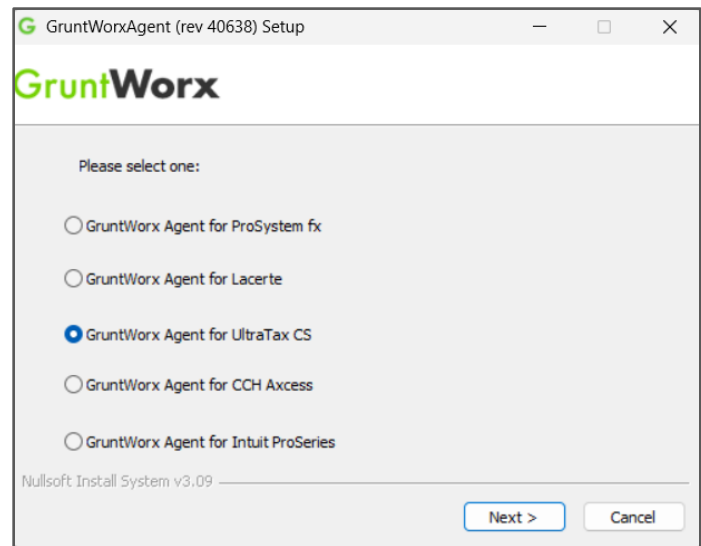 GruntWorxAgent (rev 40638) Setup
GruntWorx
Please select one:
GruntWorx Agent for ProSystem fx
GruntWorx Agent for Lacerte
GruntWorx Agent for UltraTax CS
GruntWorx Agent for CCH Axcess
GruntWorx Agent for Intuit ProSeries
Nullsoft Install System v3.09
Next > Cancel